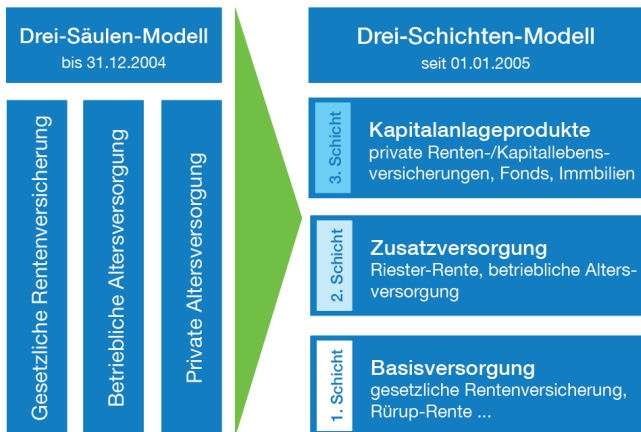 Drei-Säulen-Modell
bis 31.12.2004
Gesetzliche Rentenversicherung
Betriebliche Altersversorgung
Private Altersversorgung
Drei-Schichten-Modell
seit 01.01.2005
3. Schicht
Kapitalanlageprodukte
private Renten-/Kapitallebens-
versicherungen, Fonds, Immbilien
2. Schicht
Zusatzversorgung
Riester-Rente, betriebliche Alters-
versorgung
1. Schicht
Basisversorgung
gesetzliche Rentenversicherung,
Rürup-Rente ...